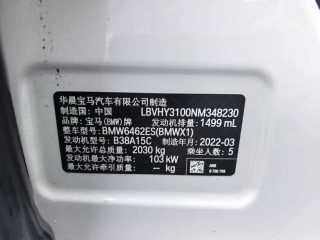 华晨宝马汽车有限公司制造
制造国: 中国 LBVHY3100NM348230
品牌: 宝马(BMW)牌 发动机排量: 1499 mL
整车型号: BMW6462ES(BMWX1)
发动机型号: B38A15C 制造年月: 2022-03
最大允许总质量: 2030 kg 乘坐人数: 5
发动机最大净功率: 103 kW
最大允许牵引质量: -- kg